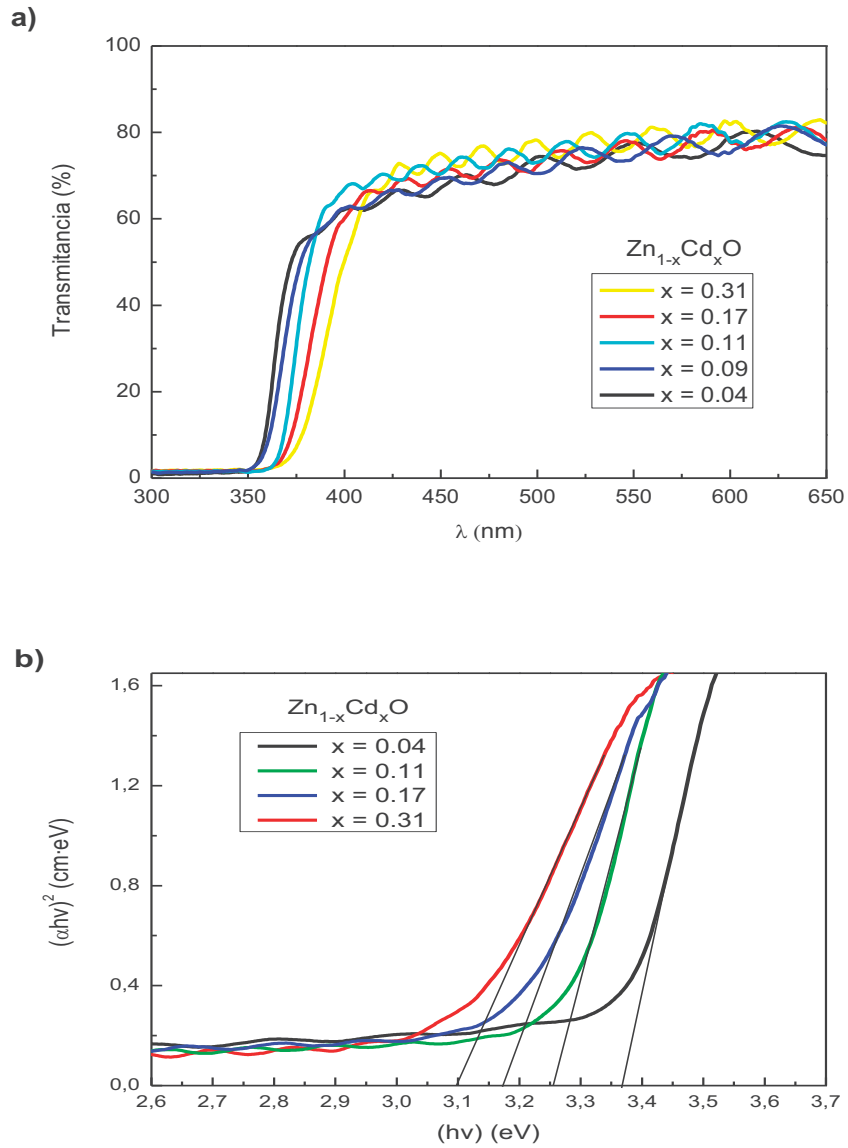 a)
100
80
60
40
20
0
Transmitancia (%)
300 350 400 450 500 550 600 650
λ (nm)
Zn1-xCdxO
x = 0.31
x = 0.17
x = 0.11
x = 0.09
x = 0.04
b)
1,6
1,2
0,8
0,4
0,0
(αhν)2 (cm·eV)
2,6 2,7 2,8 2,9 3,0 3,1 3,2 3,3 3,4 3,5 3,6 3,7
(hν) (eV)
Zn1-xCdxO
x = 0.04
x = 0.11
x = 0.17
x = 0.31